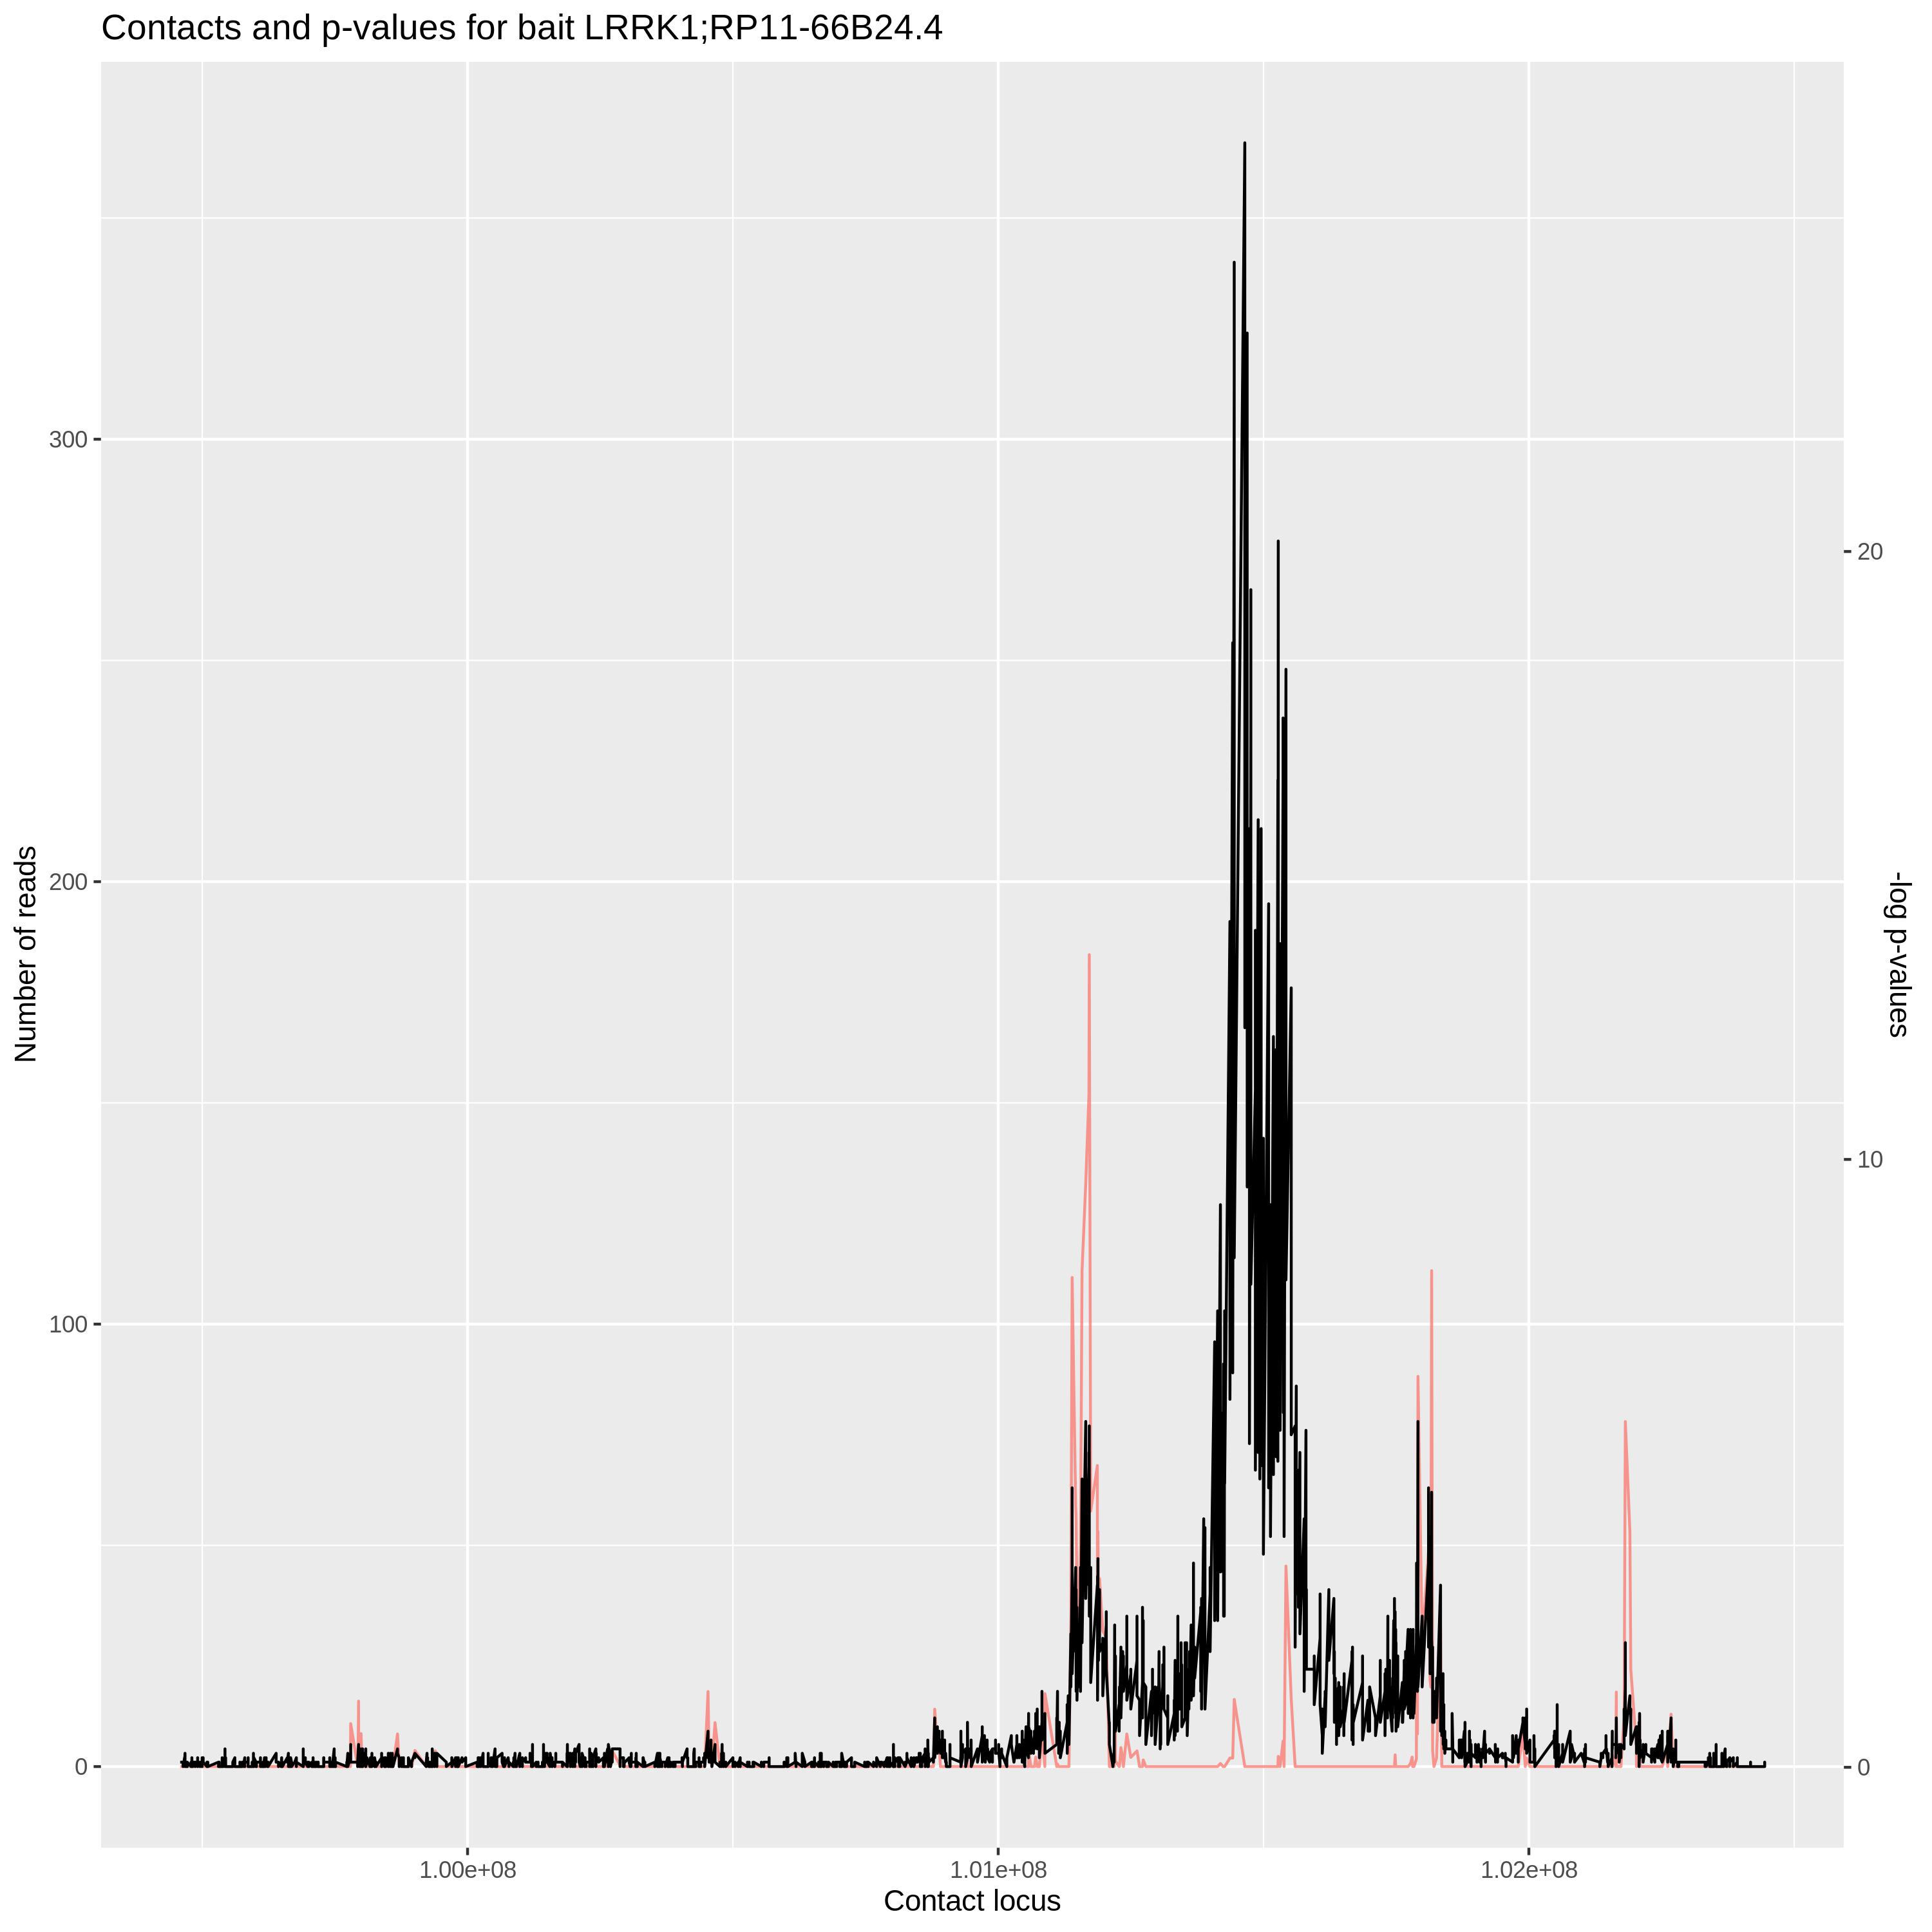 Contacts and p-values for bait LRRK1;RP11-66B24.4
300
200
100
0
Number of reads
20
10
0
-log p-values
1.00e+08
1.01e+08
1.02e+08
Contact locus